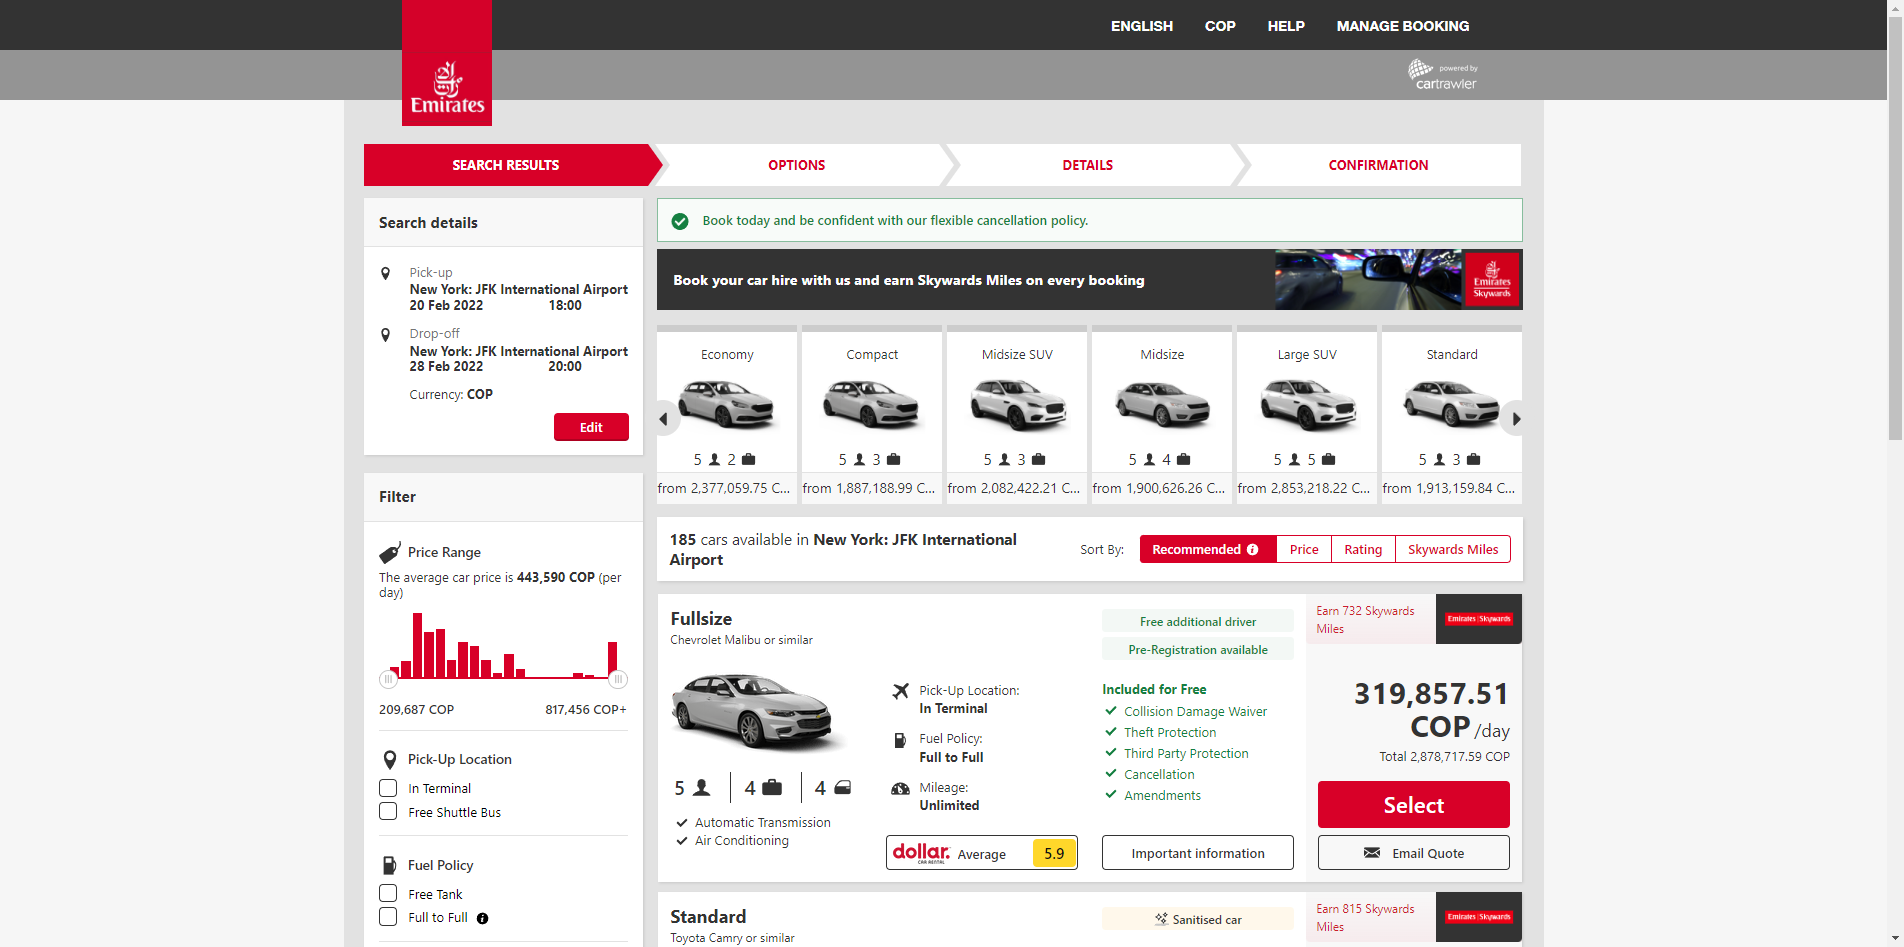 ENGLISH COP HELP MANAGE BOOKING
Emirates
powered by
cartrawler
SEARCH RESULTS OPTIONS DETAILS CONFIRMATION
Search details
Pick-up
New York: JFK International Airport
20 Feb 2022 18:00
Drop-off
New York: JFK International Airport
28 Feb 2022 20:00
Currency: COP
Edit
Filter
Price Range
The average car price is 443,590 COP (per
day)
209,687 COP 817,456 COP+
Pick-Up Location
In Terminal
Free Shuttle Bus
Fuel Policy
Free Tank
Full to Full
Book today and be confident with our flexible cancellation policy.
Book your car hire with us and earn Skywards Miles on every booking
Emirates
Skywards
Economy
5 2
from 2,377,059.75 C...
Compact
5 3
from 1,887,188.99 C...
Midsize SUV
5 3
from 2,082,422.21 C...
Midsize
5 4
from 1,900,626.26 C...
Large SUV
5 5
from 2,853,218.22 C...
Standard
5 3
from 1,913,159.84 C...
185 cars available in New York: JFK International
Airport
Sort By: Recommended Price Rating Skywards Miles
Fullsize
Chevrolet Malibu or similar
5 4 4
Automatic Transmission
Air Conditioning
Pick-Up Location:
In Terminal
Fuel Policy:
Full to Full
Mileage:
Unlimited
dollar.
CAR RENTAL
Average 5.9
Free additional driver
Pre-Registration available
Included for Free
Collision Damage Waiver
Theft Protection
Third Party Protection
Cancellation
Amendments
Important information
Earn 732 Skywards
Miles
Emirates Skywards
319,857.51
COP /day
Total 2,878,717.59 COP
Select
Email Quote
Standard
Toyota Camry or similar
Sanitised car
Earn 815 Skywards
Miles
Emirates Skywards